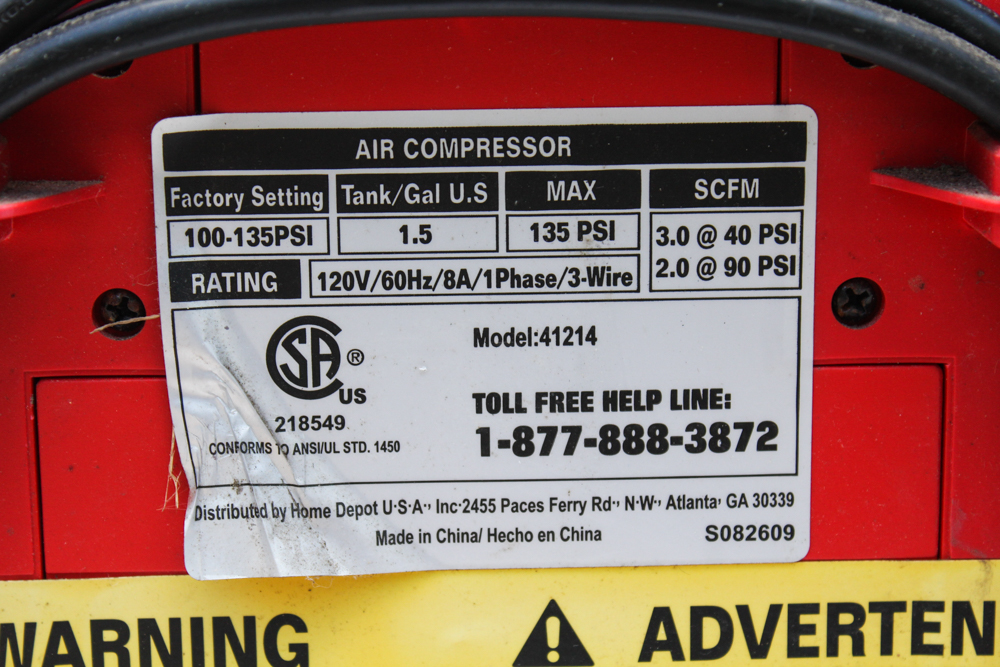 AIR COMPRESSOR
Factory Setting Tank/Gal U.S MAX SCFM
100-135PSI 1.5 135 PSI 3.0 @ 40 PSI
2.0 @ 90 PSI
RATING 120V/60Hz/8A/1Phase/3-Wire
Model:41214
SA ®
US
218549
CONFORMS TO ANSI/UL STD. 1450
TOLL FREE HELP LINE:
1-877-888-3872
Distributed by Home Depot U·S·A·, Inc·2455 Paces Ferry Rd·, N·W·, Atlanta, GA 30339
Made in China/ Hecho en China S082609
WARNING ADVERTEN